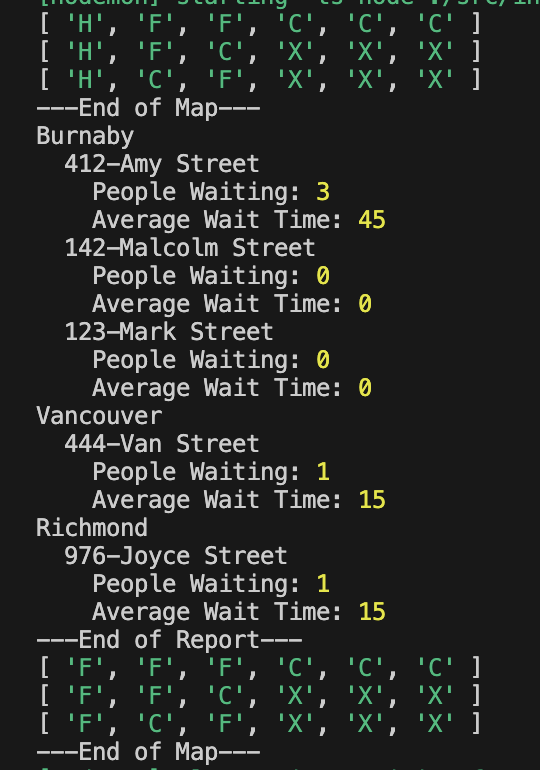 [ 'H', 'F', 'F', 'C', 'C', 'C' ]
[ 'H', 'F', 'C', 'X', 'X', 'X' ]
[ 'H', 'C', 'F', 'X', 'X', 'X' ]
---End of Map---
Burnaby
  412-Amy Street
    People Waiting: 3
    Average Wait Time: 45
  142-Malcolm Street
    People Waiting: 0
    Average Wait Time: 0
  123-Mark Street
    People Waiting: 0
    Average Wait Time: 0
Vancouver
  444-Van Street
    People Waiting: 1
    Average Wait Time: 15
Richmond
  976-Joyce Street
    People Waiting: 1
    Average Wait Time: 15
---End of Report---
[ 'F', 'F', 'F', 'C', 'C', 'C' ]
[ 'F', 'F', 'C', 'X', 'X', 'X' ]
[ 'F', 'C', 'F', 'X', 'X', 'X' ]
---End of Map---